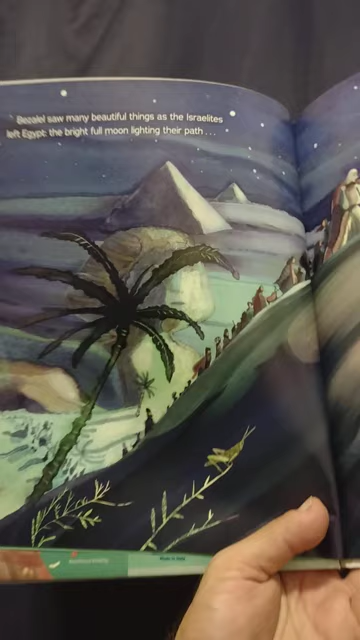 Bezalel saw many beautiful things as the Israelites
left Egypt: the bright full moon lighting their path . . .